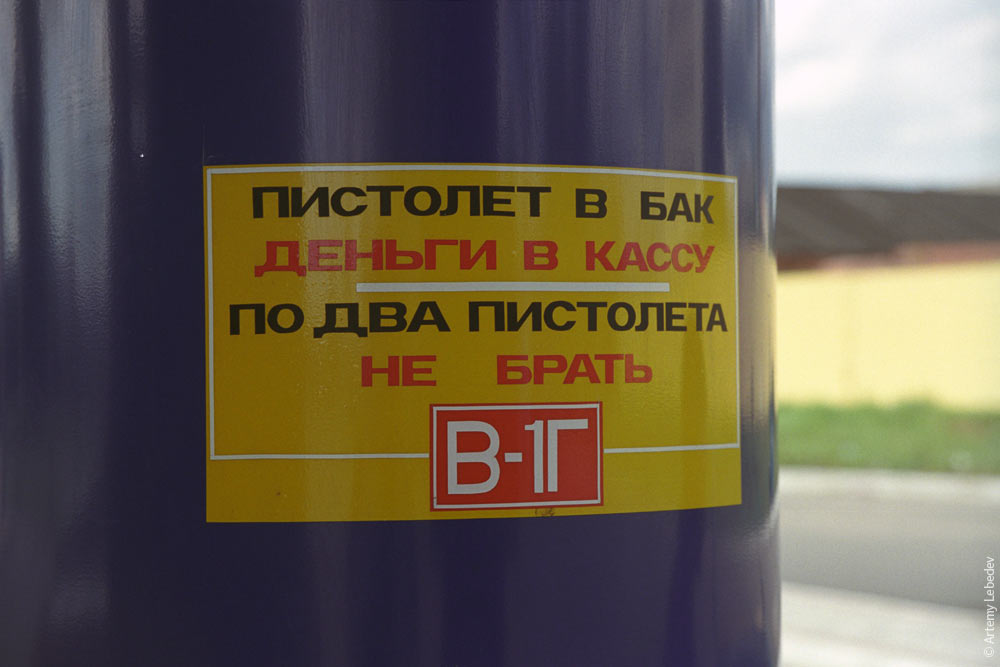 ПИСТОЛЕТ В БАК
ДЕНЬГИ В КАССУ
ПО ДВА ПИСТОЛЕТА
НЕ БРАТЬ
В-1Г
© Artemy Lebedev